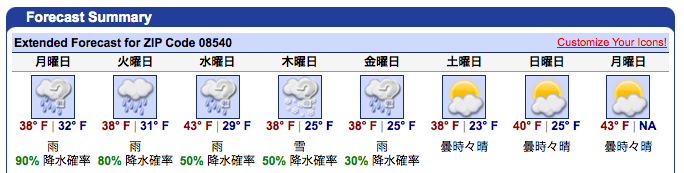 Forecast Summary
Extended Forecast for ZIP Code 08540 Customize Your Icons!
月曜日 火曜日 水曜日 木曜日 金曜日 土曜日 日曜日 月曜日
38° F | 32° F 38° F | 31° F 43° F | 29° F 38° F | 25° F 38° F | 25° F 38° F | 23° F 40° F | 25° F 43° F | NA
雨 雨 雨 雪 雨 曇時々晴 曇時々晴 曇時々晴
90% 降水確率 80% 降水確率 50% 降水確率 50% 降水確率 30% 降水確率